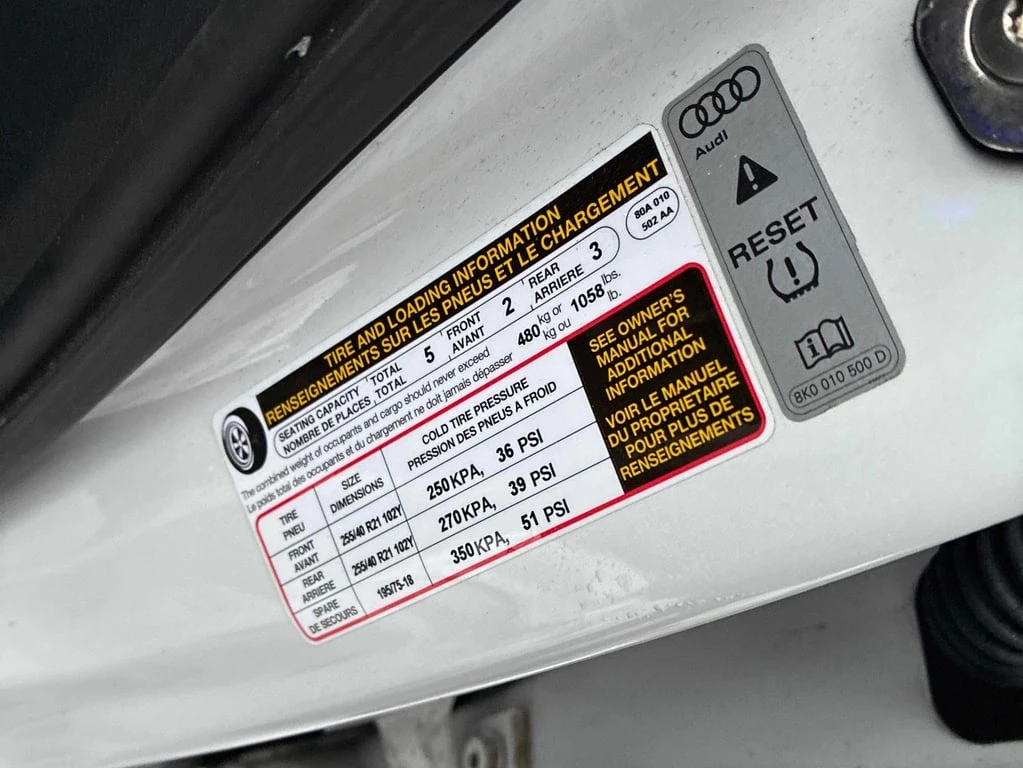 TIRE AND LOADING INFORMATION
RENSEIGNEMENTS SUR LES PNEUS ET LE CHARGEMENT
80A 010
502 AA
SEATING CAPACITY TOTAL 5 FRONT 2 REAR 3
NOMBRE DE PLACES TOTAL AVANT ARRIERE
The combined weight of occupants and cargo should never exceed 480 kg or 1058 lbs.
Le poids total des occupants et du chargement ne doit jamais dépasser kg ou lb.
TIRE
PNEU
SIZE
DIMENSIONS
COLD TIRE PRESSURE
PRESSION DES PNEUS A FROID
FRONT
AVANT
255/40 R21 102Y
250KPA, 36 PSI
REAR
ARRIERE
255/40 R21 102Y
270KPA, 39 PSI
SPARE
DE SECOURS
195/75-18
350KPA, 51 PSI
SEE OWNER'S
MANUAL FOR
ADDITIONAL
INFORMATION
VOIR LE MANUEL
DU PROPRIETAIRE
POUR PLUS DE
RENSEIGNEMENTS
Audi
RESET
8K0 010 500 D